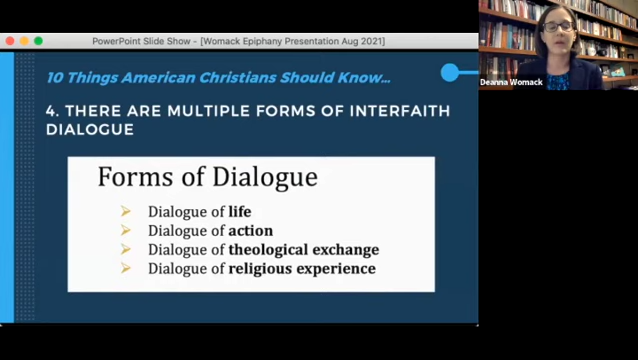 PowerPoint Slide Show - [Womack Epiphany Presentation Aug 2021]
10 Things American Christians Should Know...
4. THERE ARE MULTIPLE FORMS OF INTERFAITH
DIALOGUE
Forms of Dialogue
Dialogue of life
Dialogue of action
Dialogue of theological exchange
Dialogue of religious experience
Deanna Womack